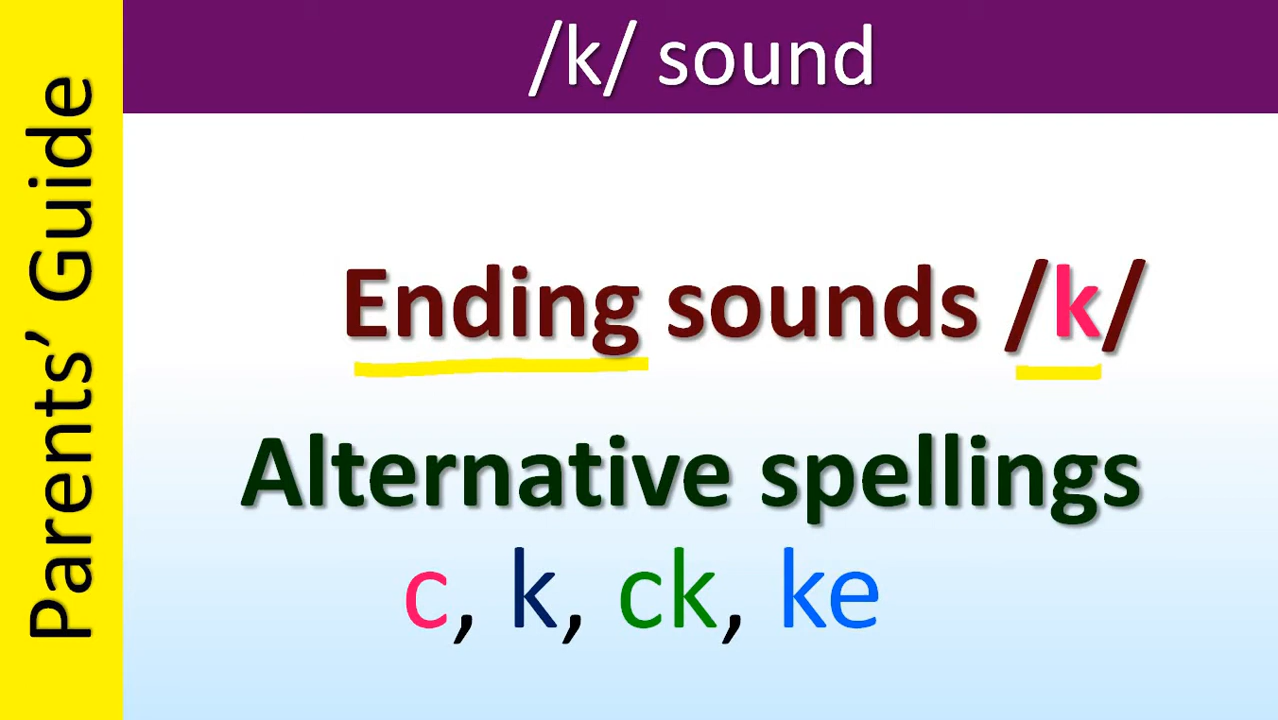 /k/ sound
Parents’ Guide
Ending sounds /k/
Alternative spellings
c, k, ck, ke